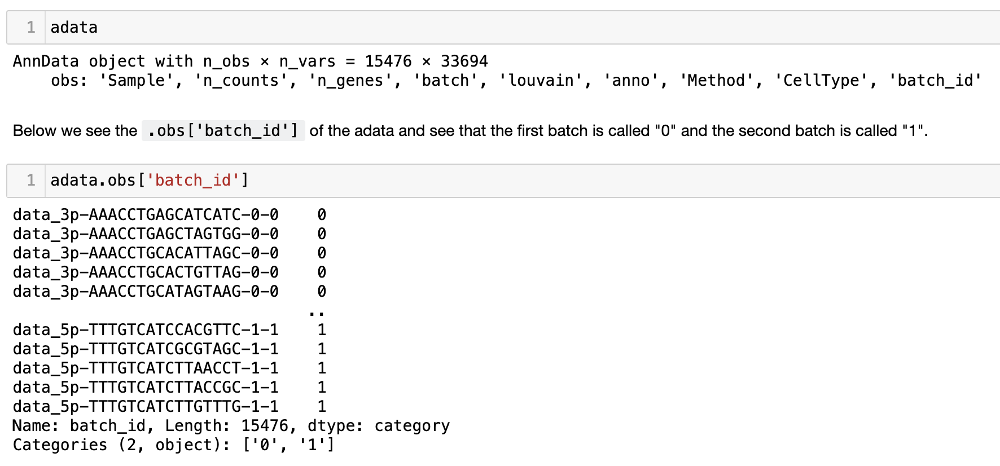 1 adata
AnnData object with n_obs × n_vars = 15476 × 33694
obs: 'Sample', 'n_counts', 'n_genes', 'batch', 'louvain', 'anno', 'Method', 'CellType', 'batch_id'
Below we see the .obs['batch_id'] of the adata and see that the first batch is called "0" and the second batch is called "1".
1 adata.obs['batch_id']
data_3p-AAACCTGAGCATCATC-0-0 0
data_3p-AAACCTGAGCTAGTGG-0-0 0
data_3p-AAACCTGCACATTAGC-0-0 0
data_3p-AAACCTGCACTGTTAG-0-0 0
data_3p-AAACCTGCATAGTAAG-0-0 0
..
data_5p-TTTGTCATCCACGTTC-1-1 1
data_5p-TTTGTCATCGCGTAGC-1-1 1
data_5p-TTTGTCATCTTAACCT-1-1 1
data_5p-TTTGTCATCTTACCGC-1-1 1
data_5p-TTTGTCATCTTGTTTG-1-1 1
Name: batch_id, Length: 15476, dtype: category
Categories (2, object): ['0', '1']